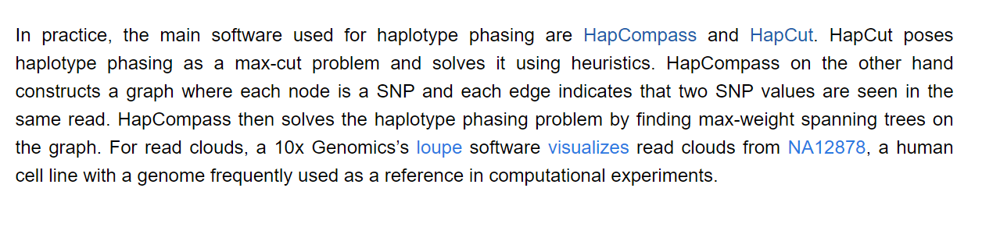 In practice, the main software used for haplotype phasing are HapCompass and HapCut. HapCut poses
haplotype phasing as a max-cut problem and solves it using heuristics. HapCompass on the other hand
constructs a graph where each node is a SNP and each edge indicates that two SNP values are seen in the
same read. HapCompass then solves the haplotype phasing problem by finding max-weight spanning trees on
the graph. For read clouds, a 10x Genomics’s loupe software visualizes read clouds from NA12878, a human
cell line with a genome frequently used as a reference in computational experiments.